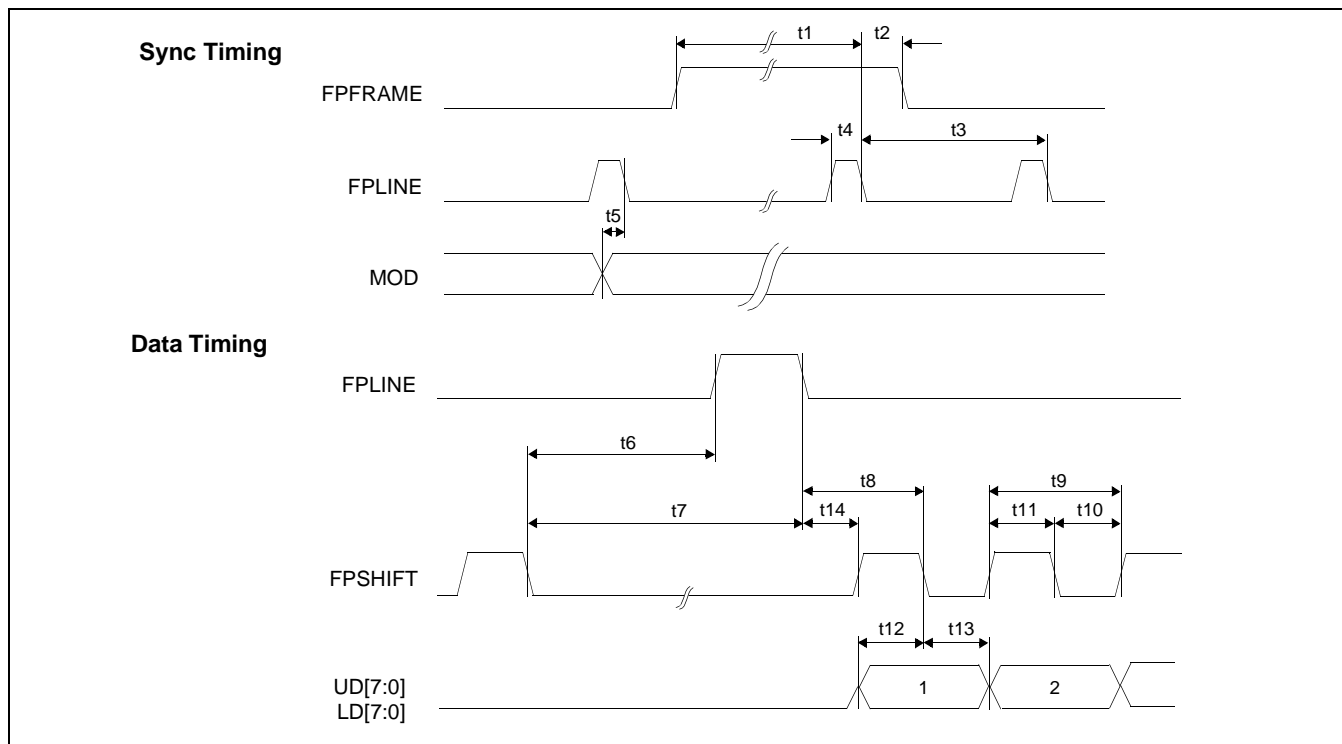 Sync Timing
t1
t2
FPFRAME
t4
t3
FPLINE
t5
MOD
Data Timing
FPLINE
t6
t8
t9
t7
t14
t11
t10
FPSHIFT
t12
t13
UD[7:0]
1
2
LD[7:0]